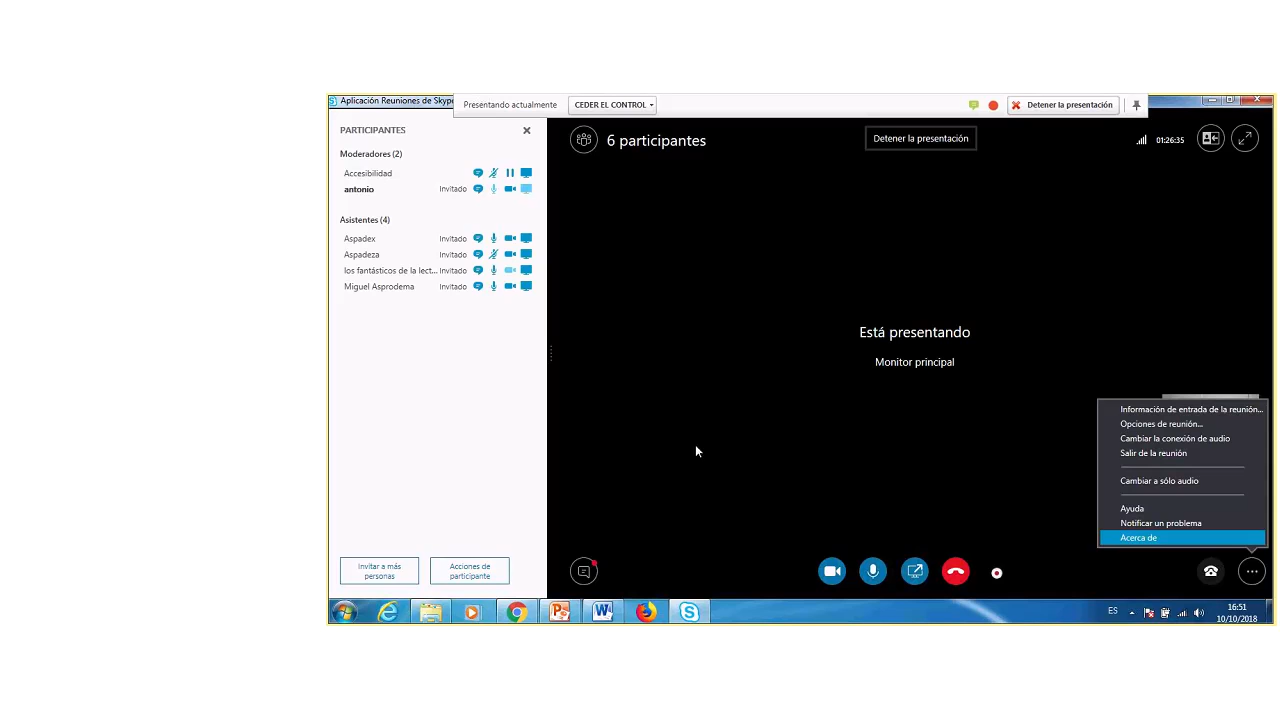 Aplicación Reuniones de Skype
Presentando actualmente
CEDER EL CONTROL
Detener la presentación
PARTICIPANTES
Moderadores (2)
Accesibilidad
antonio Invitado
Asistentes (4)
Aspadex Invitado
Aspadeza Invitado
los fantásticos de la lect... Invitado
Miguel Asprodema Invitado
Invitar a más
personas
Acciones de
participante
6 participantes
Detener la presentación
01:26:35
Está presentando
Monitor principal
Información de entrada de la reunión...
Opciones de reunión...
Cambiar la conexión de audio
Salir de la reunión
Cambiar a sólo audio
Ayuda
Notificar un problema
Acerca de
ES
16:51
10/10/2018